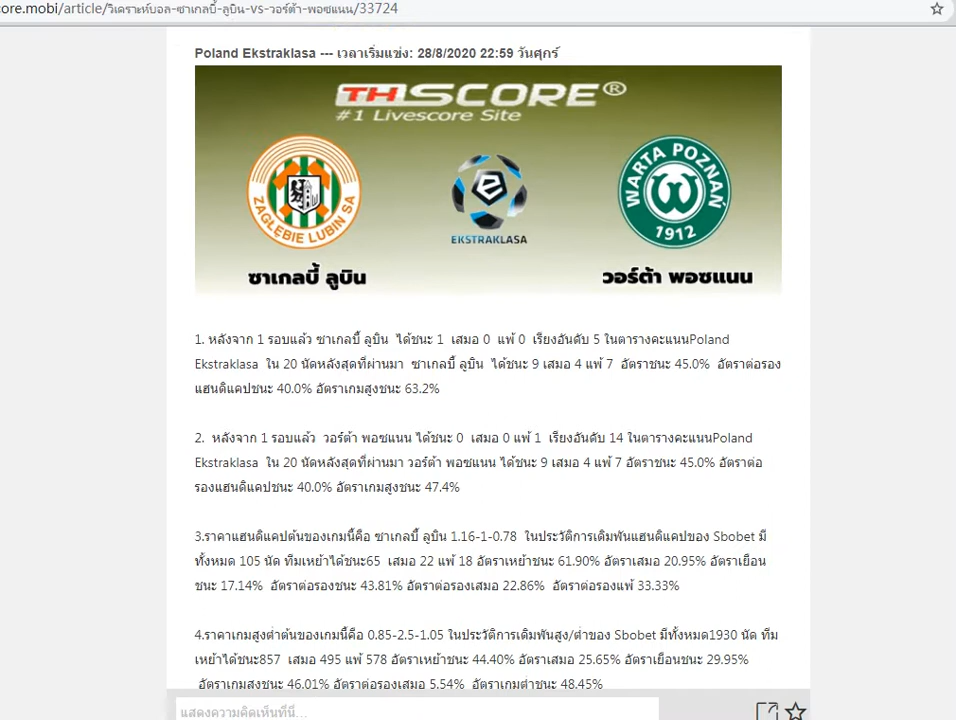 core.mobi/article/วิเคราะห์บอล-ซาเกลบี้-ลูบิน-vs-วอร์ต้า-พอซแนน/33724
Poland Ekstraklasa --- เวลาเริ่มแข่ง: 28/8/2020 22:59 วันศุกร์
THSCORE®
#1 Livescore Site
ZAGŁĘBIE LUBIN SA
EKSTRAKLASA
WARTA POZNAŃ
1912
ซาเกลบี้ ลูบิน
วอร์ต้า พอซแนน
1. หลังจาก 1 รอบแล้ว ซาเกลบี้ ลูบิน ได้ชนะ 1 เสมอ 0 แพ้ 0 เรียงอันดับ 5 ในตารางคะแนนPoland
Ekstraklasa ใน 20 นัดหลังสุดที่ผ่านมา ซาเกลบี้ ลูบิน ได้ชนะ 9 เสมอ 4 แพ้ 7 อัตราชนะ 45.0% อัตราต่อรอง
แฮนดิแคปชนะ 40.0% อัตราเกมสูงชนะ 63.2%
2. หลังจาก 1 รอบแล้ว วอร์ต้า พอซแนน ได้ชนะ 0 เสมอ 0 แพ้ 1 เรียงอันดับ 14 ในตารางคะแนนPoland
Ekstraklasa ใน 20 นัดหลังสุดที่ผ่านมา วอร์ต้า พอซแนน ได้ชนะ 9 เสมอ 4 แพ้ 7 อัตราชนะ 45.0% อัตราต่อ
รองแฮนดิแคปชนะ 40.0% อัตราเกมสูงชนะ 47.4%
3.ราคาแฮนดิแคปต้นของเกมนี้คือ ซาเกลบี้ ลูบิน 1.16-1-0.78 ในประวัติการเดิมพันแฮนดิแคปของ Sbobet มี
ทั้งหมด 105 นัด ทีมเหย้าได้ชนะ65 เสมอ 22 แพ้ 18 อัตราเหย้าชนะ 61.90% อัตราเสมอ 20.95% อัตราเยือน
ชนะ 17.14% อัตราต่อรองชนะ 43.81% อัตราต่อรองเสมอ 22.86% อัตราต่อรองแพ้ 33.33%
4.ราคาเกมสูงต่ำต้นของเกมนี้คือ 0.85-2.5-1.05 ในประวัติการเดิมพันสูง/ต่ำของ Sbobet มีทั้งหมด1930 นัด ทีม
เหย้าได้ชนะ857 เสมอ 495 แพ้ 578 อัตราเหย้าชนะ 44.40% อัตราเสมอ 25.65% อัตราเยือนชนะ 29.95%
อัตราเกมสูงชนะ 46.01% อัตราต่อรองเสมอ 5.54% อัตราเกมต่ำชนะ 48.45%
แสดงความคิดเห็นที่นี่...